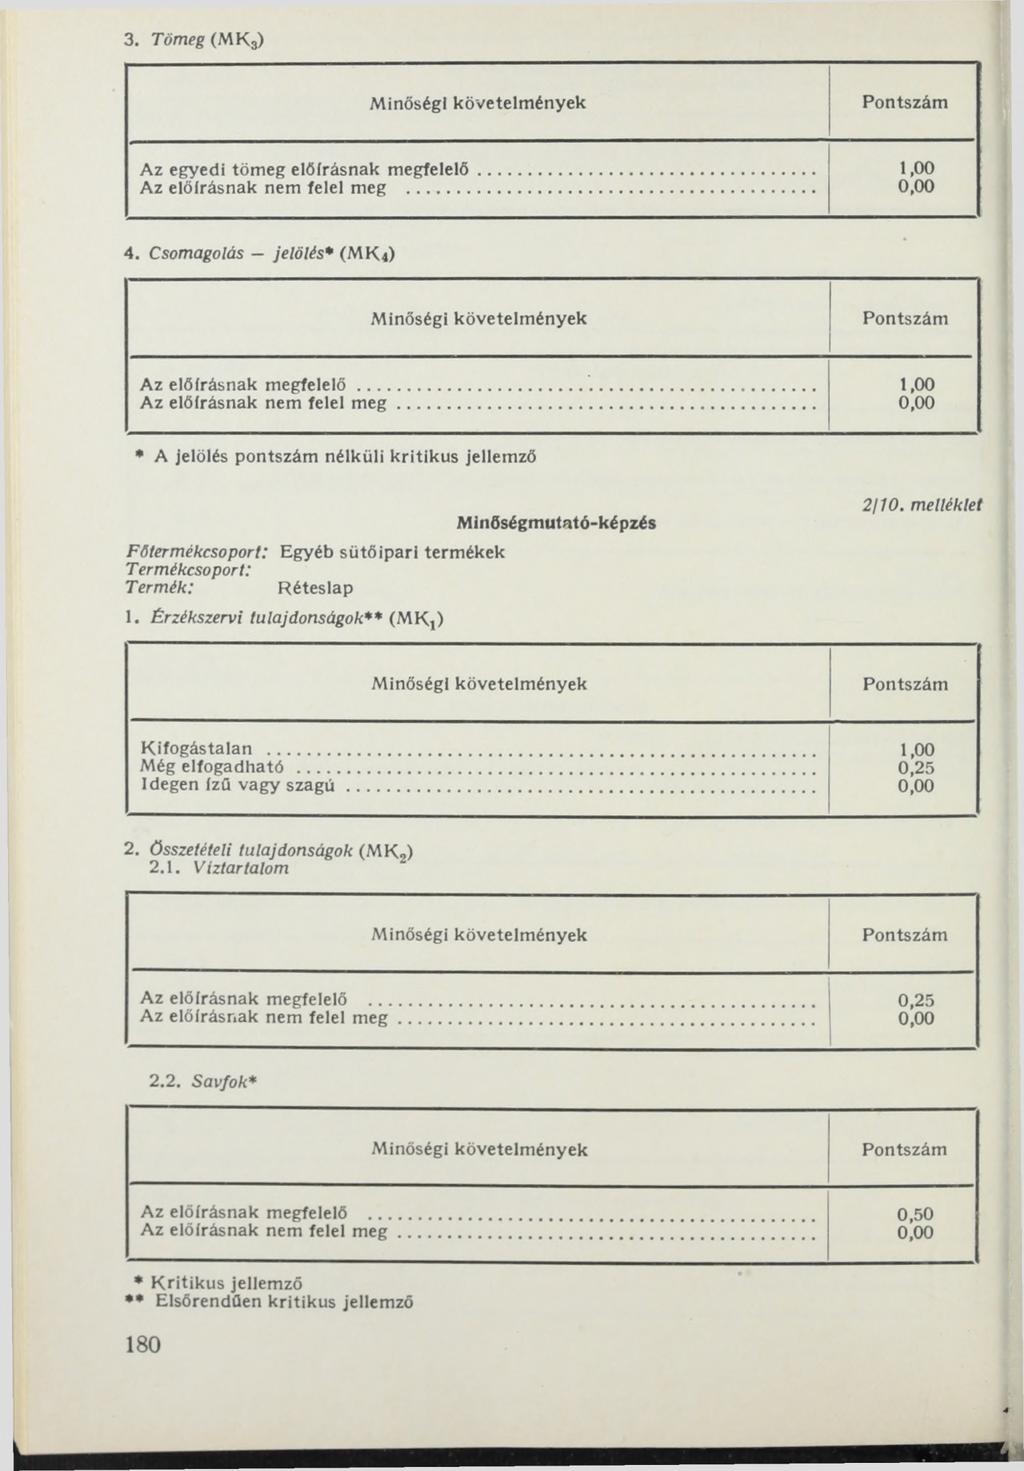 3. Tömeg (MK₃)
Minőségi követelmények Pontszám
Az egyedi tömeg előírásnak megfelelő . . . . . . . . . . 1,00
Az előírásnak nem felel meg . . . . . . . . . . 0,00
4. Csomagolás — jelölés* (MK₄)
Minőségi követelmények Pontszám
Az előírásnak megfelelő . . . . . . . . . . 1,00
Az előírásnak nem felel meg . . . . . . . . . . 0,00
* A jelölés pontszám nélküli kritikus jellemző
2/10. melléklet
Minőségmutató-képzés
Főtermékcsoport: Egyéb sütőipari termékek
Termékcsoport:
Termék: Réteslap
1. Érzékszervi tulajdonságok** (MK₁)
Minőségi követelmények Pontszám
Kifogástalan . . . . . . . . . . 1,00
Még elfogadható . . . . . . . . . . 0,25
Idegen ízű vagy szagú . . . . . . . . . . 0,00
2. Összetételi tulajdonságok (MK₂)
2.1. Víztartalom
Minőségi követelmények Pontszám
Az előírásnak megfelelő . . . . . . . . . . 0,25
Az előírásnak nem felel meg . . . . . . . . . . 0,00
2.2. Savfok*
Minőségi követelmények Pontszám
Az előírásnak megfelelő . . . . . . . . . . 0,50
Az előírásnak nem felel meg . . . . . . . . . . 0,00
* Kritikus jellemző
** Elsőrendűen kritikus jellemző
180